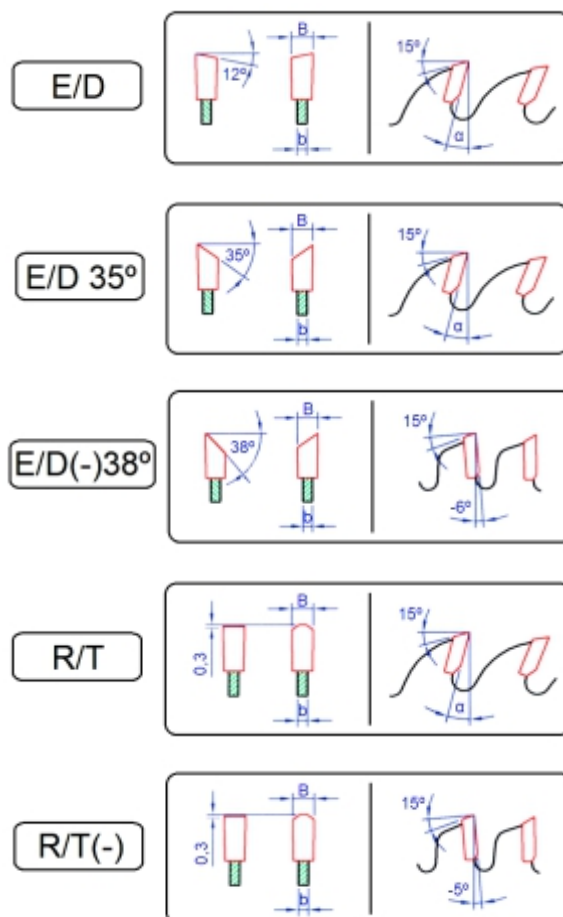 E/D
12º
B
b
15º
α
E/D 35º
35º
B
b
15º
α
E/D(-)38º
38º
B
b
15º
-6º
R/T
0,3
B
b
15º
α
R/T(-)
0,3
B
b
15º
-5º